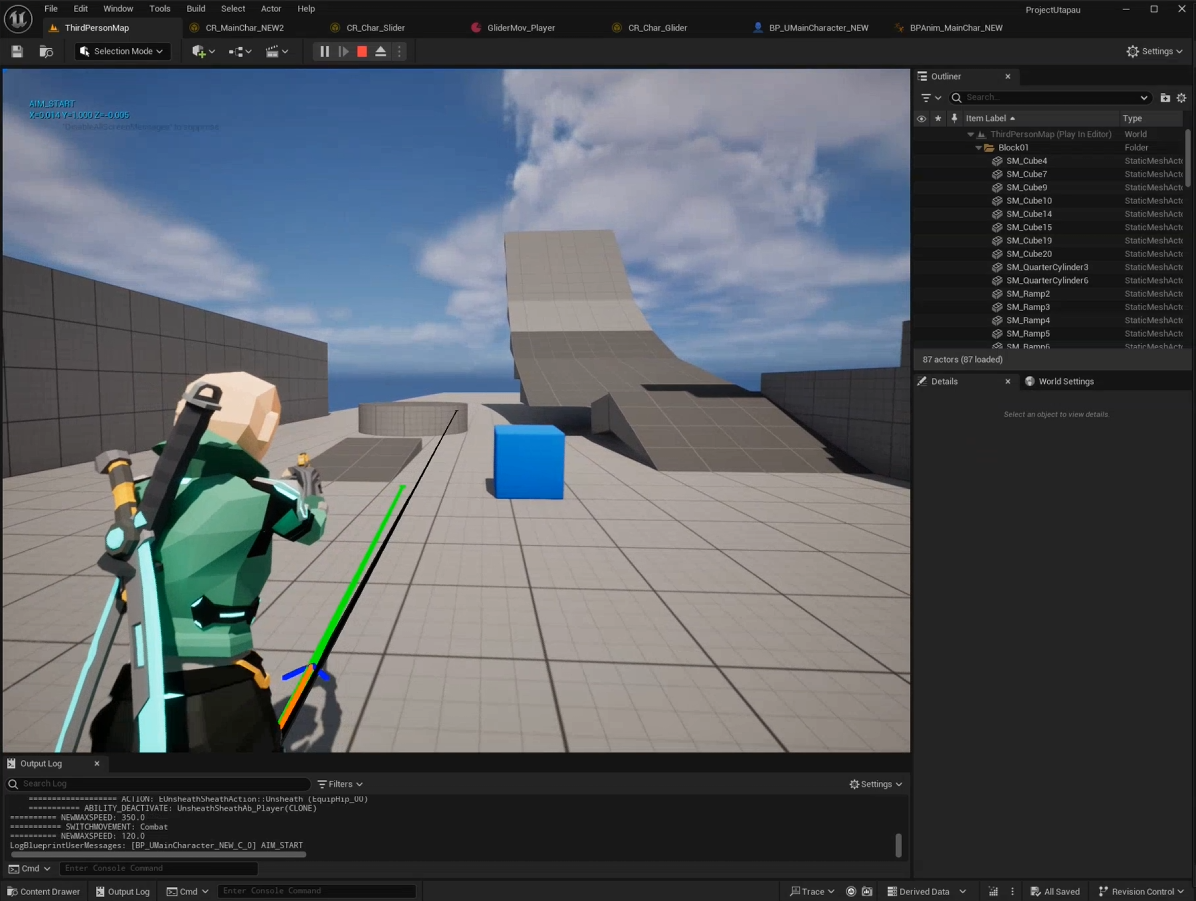 File Edit Window Tools Build Select Actor Help
ProjectUtapau
ThirdPersonMap CR_MainChar_NEW2 CR_Char_Slider GliderMov_Player CR_Char_Glider BP_UMainCharacter_NEW BPAnim_MainChar_NEW
Selection Mode
Settings
AIM_START
X=0.014 Y=1.000 Z=-0.005
Outliner
Search...
Item Label Type
ThirdPersonMap (Play In Editor) World
Block01 Folder
SM_Cube4 StaticMeshActo
SM_Cube7 StaticMeshActo
SM_Cube9 StaticMeshActo
SM_Cube10 StaticMeshActo
SM_Cube14 StaticMeshActo
SM_Cube15 StaticMeshActo
SM_Cube19 StaticMeshActo
SM_Cube20 StaticMeshActo
SM_QuarterCylinder3 StaticMeshActo
SM_QuarterCylinder6 StaticMeshActo
SM_Ramp2 StaticMeshActo
SM_Ramp3 StaticMeshActo
SM_Ramp4 StaticMeshActo
SM_Ramp5 StaticMeshActo
SM_Ramp6 StaticMeshActo
87 actors (87 loaded)
Details World Settings
Select an object to view details.
Output Log
Search Log Filters Settings
=================== ACTION: EUnsheathSheathAction::Unsheath (EquipHip_00)
=========== ABILITY_DEACTIVATE: UnsheathSheathAb_Player(CLONE)
========== NEWMAXSPEED: 350.0
========== SWITCHMOVEMENT: Combat
========== NEWMAXSPEED: 120.0
LogBlueprintUserMessages: [BP_UMainCharacter_NEW_C_0] AIM_START
Cmd Enter Console Command
Content Drawer Output Log Cmd Enter Console Command Trace Derived Data All Saved Revision Control